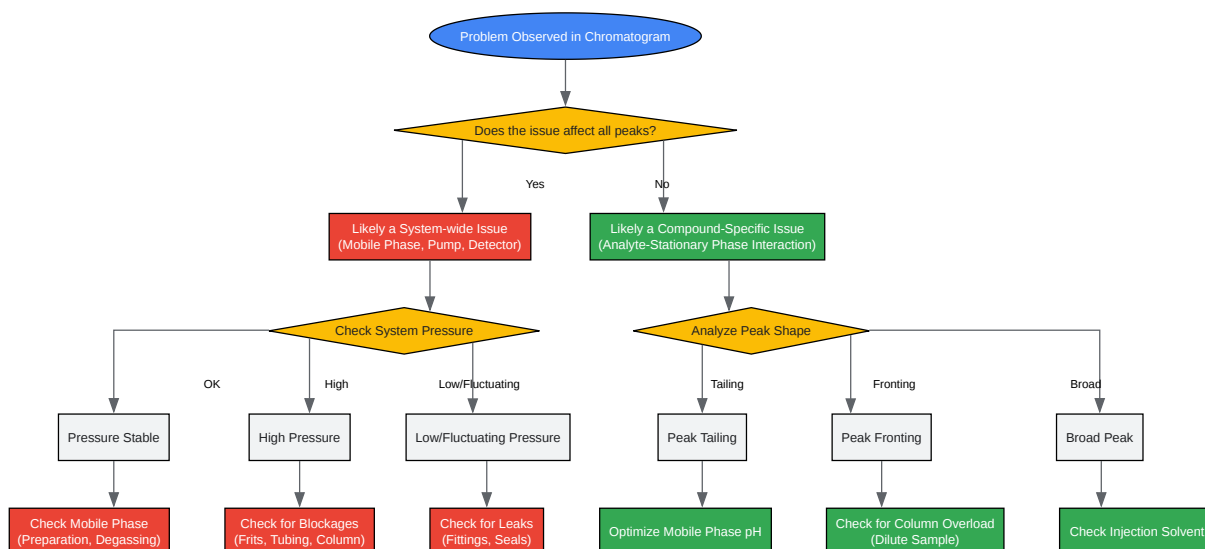 Problem Observed in Chromatogram
Does the issue affect all peaks?
Yes
No
Likely a System-wide Issue
(Mobile Phase, Pump, Detector)
Likely a Compound-Specific Issue
(Analyte-Stationary Phase Interaction)
Check System Pressure
Analyze Peak Shape
OK
High
Low/Fluctuating
Tailing
Fronting
Broad
Pressure Stable
High Pressure
Low/Fluctuating Pressure
Peak Tailing
Peak Fronting
Broad Peak
Check Mobile Phase
(Preparation, Degassing)
Check for Blockages
(Frits, Tubing, Column)
Check for Leaks
(Fittings, Seals)
Optimize Mobile Phase pH
Check for Column Overload
(Dilute Sample)
Check Injection Solvent